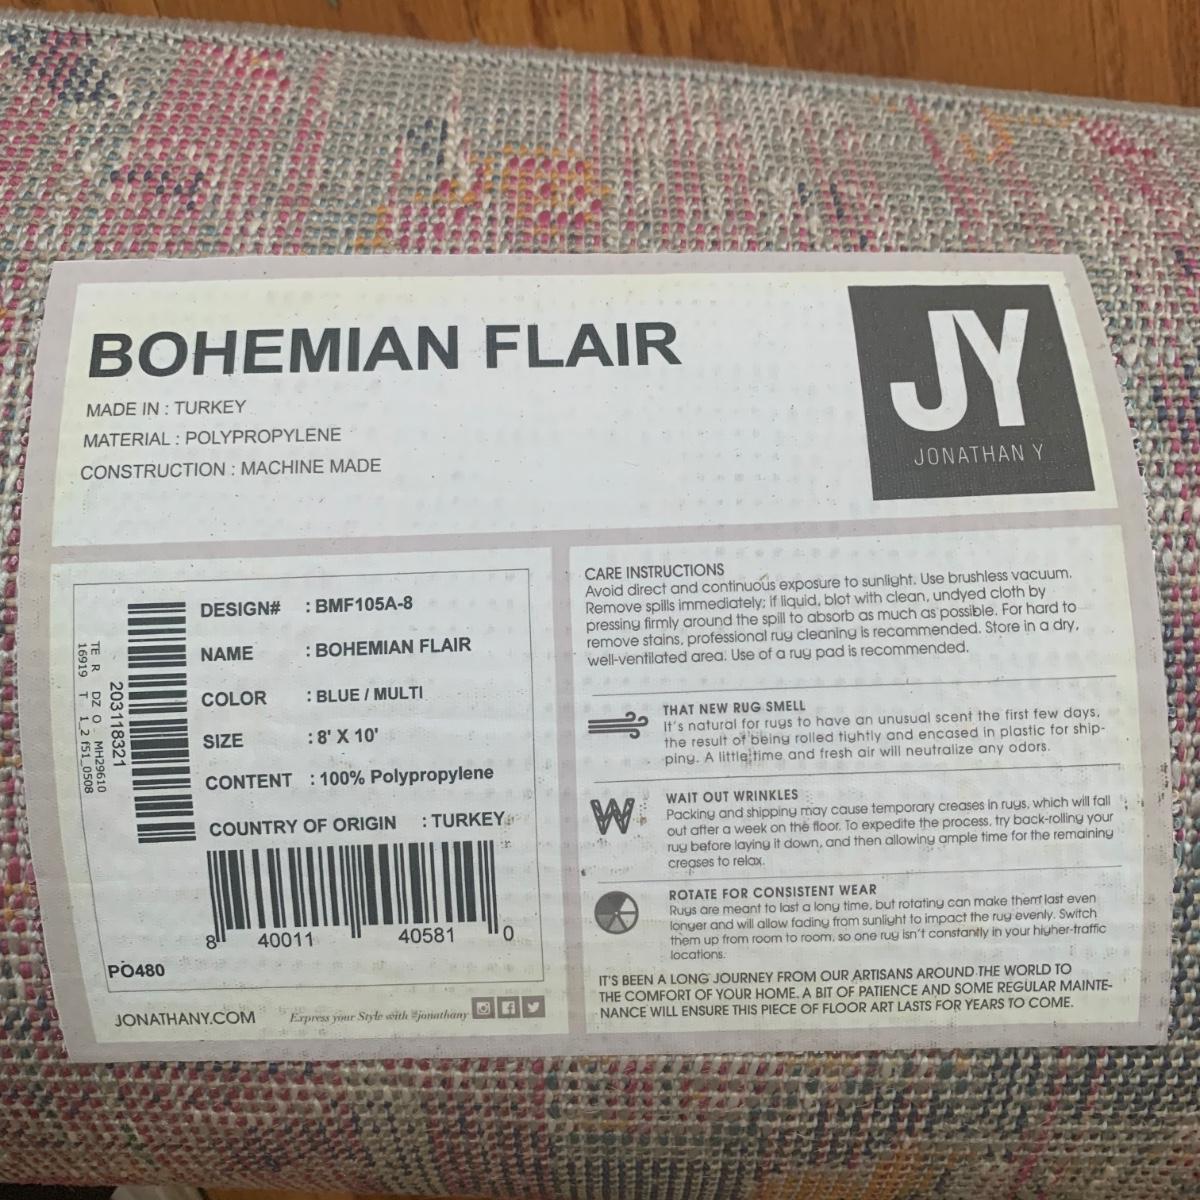 BOHEMIAN FLAIR
MADE IN : TURKEY
MATERIAL : POLYPROPYLENE
CONSTRUCTION : MACHINE MADE
JY
JONATHAN Y
DESIGN# : BMF105A-8
NAME : BOHEMIAN FLAIR
COLOR : BLUE / MULTI
SIZE : 8' X 10'
CONTENT : 100% Polypropylene
COUNTRY OF ORIGIN : TURKEY
203118321
TE R DZ O MH29610
16919 T 1_2 f51_0508
8 40011 40581 0
PO480
JONATHANY.COM
Express your Style with #jonathany
CARE INSTRUCTIONS
Avoid direct and continuous exposure to sunlight. Use brushless vacuum.
Remove spills immediately; if liquid, blot with clean, undyed cloth by
pressing firmly around the spill to absorb as much as possible. For hard to
remove stains, professional rug cleaning is recommended. Store in a dry,
well-ventilated area. Use of a rug pad is recommended.
THAT NEW RUG SMELL
It's natural for rugs to have an unusual scent the first few days,
the result of being rolled tightly and encased in plastic for ship-
ping. A little time and fresh air will neutralize any odors.
WAIT OUT WRINKLES
Packing and shipping may cause temporary creases in rugs, which will fall
out after a week on the floor. To expedite the process, try back-rolling your
rug before laying it down, and then allowing ample time for the remaining
creases to relax.
ROTATE FOR CONSISTENT WEAR
Rugs are meant to last a long time, but rotating can make them last even
longer and will allow fading from sunlight to impact the rug evenly. Switch
them up from room to room, so one rug isn't constantly in your higher-traffic
locations.
IT'S BEEN A LONG JOURNEY FROM OUR ARTISANS AROUND THE WORLD TO
THE COMFORT OF YOUR HOME. A BIT OF PATIENCE AND SOME REGULAR MAINTE-
NANCE WILL ENSURE THIS PIECE OF FLOOR ART LASTS FOR YEARS TO COME.